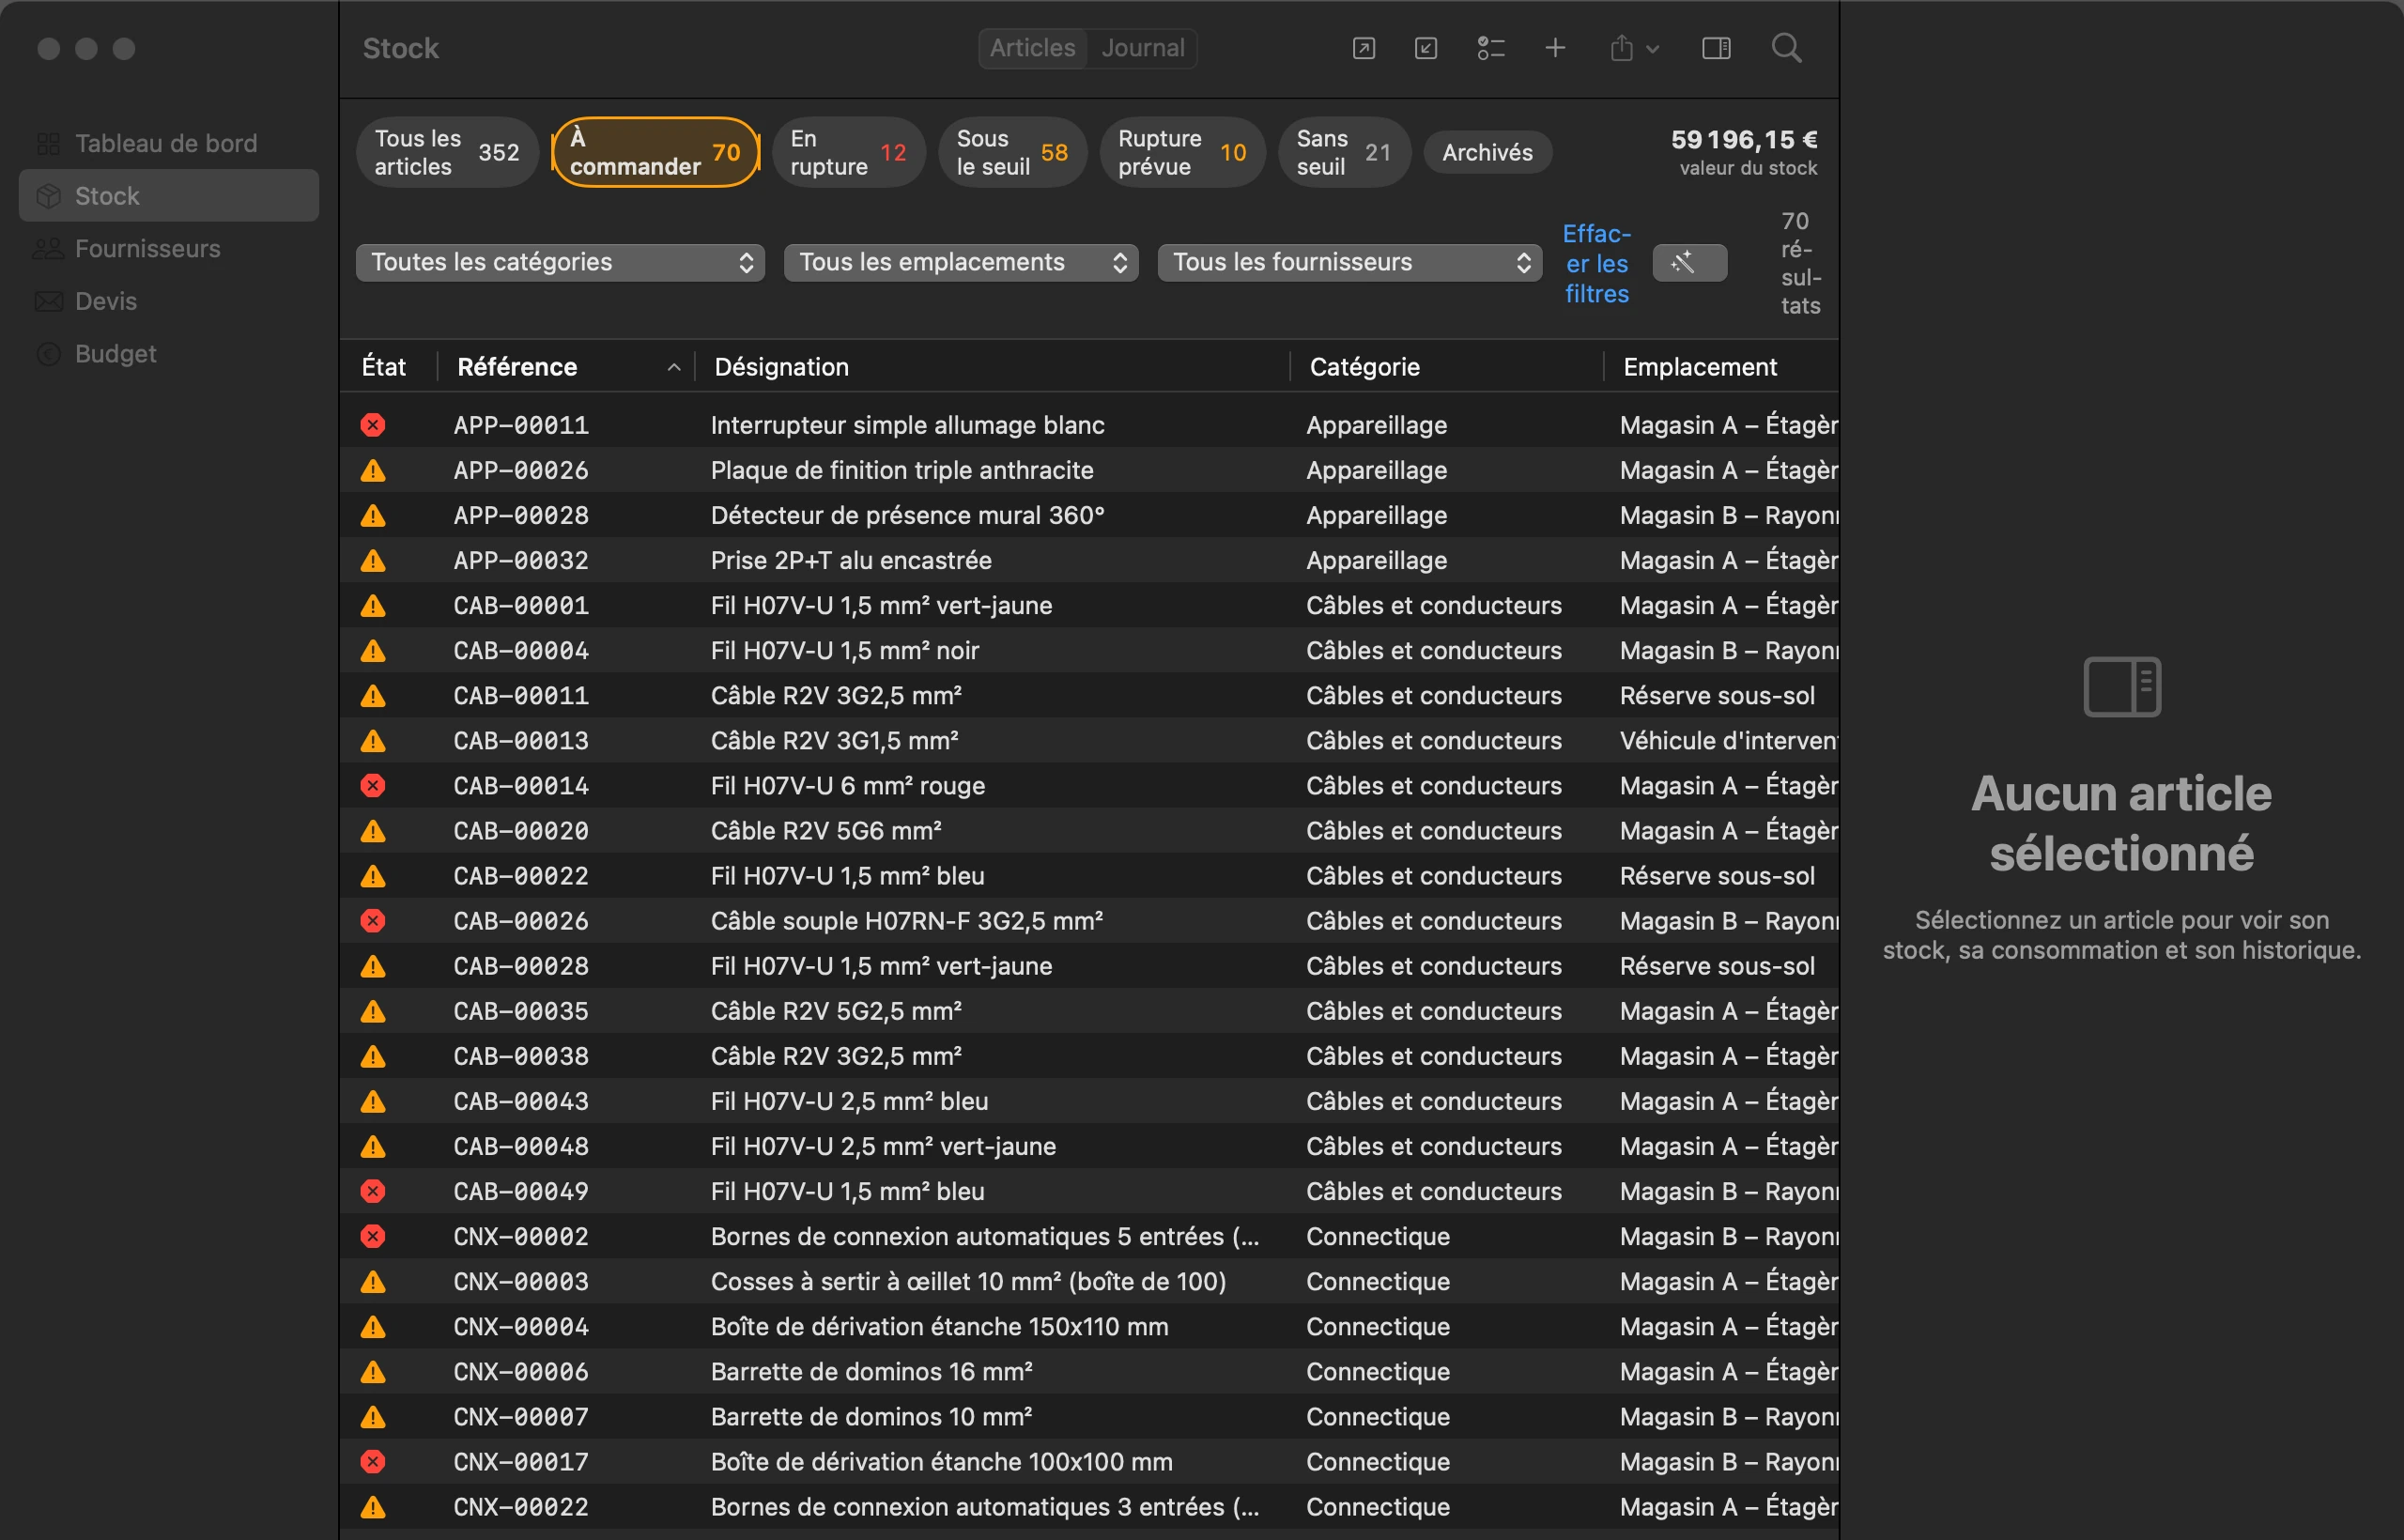 Stock
Articles
Journal
Tableau de bord
Stock
Fournisseurs
Devis
Budget
Tous les
articles
352
À
commander
70
En
rupture
12
Sous
le seuil
58
Rupture
prévue
10
Sans
seuil
21
Archivés
59 196,15 €
valeur du stock
Toutes les catégories
Tous les emplacements
Tous les fournisseurs
Effac-
er les
filtres
70
ré-
sul-
tats
État Référence Désignation Catégorie Emplacement
APP-00011 Interrupteur simple allumage blanc Appareillage Magasin A – Étagèr
APP-00026 Plaque de finition triple anthracite Appareillage Magasin A – Étagèr
APP-00028 Détecteur de présence mural 360° Appareillage Magasin B – Rayon
APP-00032 Prise 2P+T alu encastrée Appareillage Magasin A – Étagèr
CAB-00001 Fil H07V-U 1,5 mm² vert-jaune Câbles et conducteurs Magasin A – Étagèr
CAB-00004 Fil H07V-U 1,5 mm² noir Câbles et conducteurs Magasin B – Rayon
CAB-00011 Câble R2V 3G2,5 mm² Câbles et conducteurs Réserve sous-sol
CAB-00013 Câble R2V 3G1,5 mm² Câbles et conducteurs Véhicule d'interven
CAB-00014 Fil H07V-U 6 mm² rouge Câbles et conducteurs Magasin A – Étagèr
CAB-00020 Câble R2V 5G6 mm² Câbles et conducteurs Magasin A – Étagèr
CAB-00022 Fil H07V-U 1,5 mm² bleu Câbles et conducteurs Réserve sous-sol
CAB-00026 Câble souple H07RN-F 3G2,5 mm² Câbles et conducteurs Magasin B – Rayon
CAB-00028 Fil H07V-U 1,5 mm² vert-jaune Câbles et conducteurs Réserve sous-sol
CAB-00035 Câble R2V 5G2,5 mm² Câbles et conducteurs Magasin A – Étagèr
CAB-00038 Câble R2V 3G2,5 mm² Câbles et conducteurs Magasin A – Étagèr
CAB-00043 Fil H07V-U 2,5 mm² bleu Câbles et conducteurs Magasin A – Étagèr
CAB-00048 Fil H07V-U 2,5 mm² vert-jaune Câbles et conducteurs Magasin A – Étagèr
CAB-00049 Fil H07V-U 1,5 mm² bleu Câbles et conducteurs Magasin B – Rayon
CNX-00002 Bornes de connexion automatiques 5 entrées (... Connectique Magasin B – Rayon
CNX-00003 Cosses à sertir à œillet 10 mm² (boîte de 100) Connectique Magasin A – Étagèr
CNX-00004 Boîte de dérivation étanche 150x110 mm Connectique Magasin A – Étagèr
CNX-00006 Barrette de dominos 16 mm² Connectique Magasin A – Étagèr
CNX-00007 Barrette de dominos 10 mm² Connectique Magasin B – Rayon
CNX-00017 Boîte de dérivation étanche 100x100 mm Connectique Magasin B – Rayon
CNX-00022 Bornes de connexion automatiques 3 entrées (... Connectique Magasin A – Étagèr
Aucun article
sélectionné
Sélectionnez un article pour voir son
stock, sa consommation et son historique.